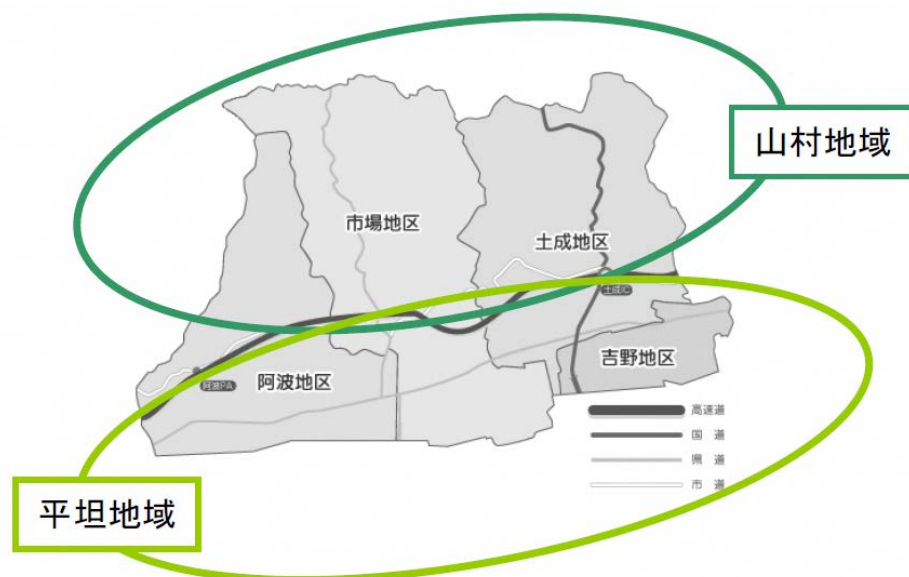 山村地域
市場地区
土成地区
土成IC
吉野地区
阿波地区
阿波PA
高速道
国 道
県 道
市 道
平坦地域